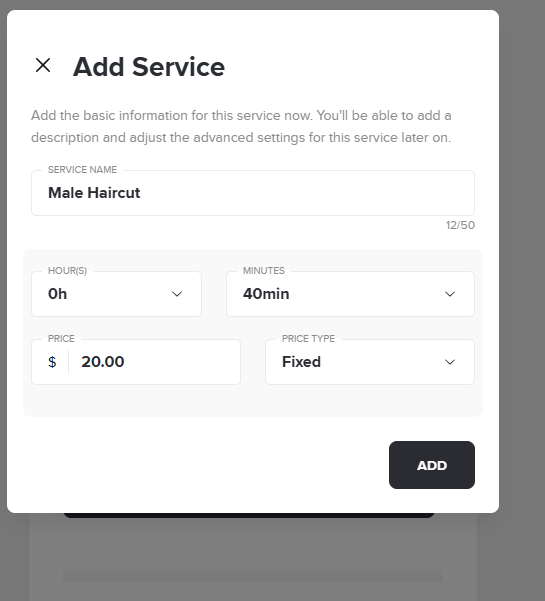 Add Service
Add the basic information for this service now. You'll be able to add a
description and adjust the advanced settings for this service later on.
SERVICE NAME
Male Haircut
12/50
HOUR(S)
0h
MINUTES
40min
PRICE
$ 20.00
PRICE TYPE
Fixed
ADD